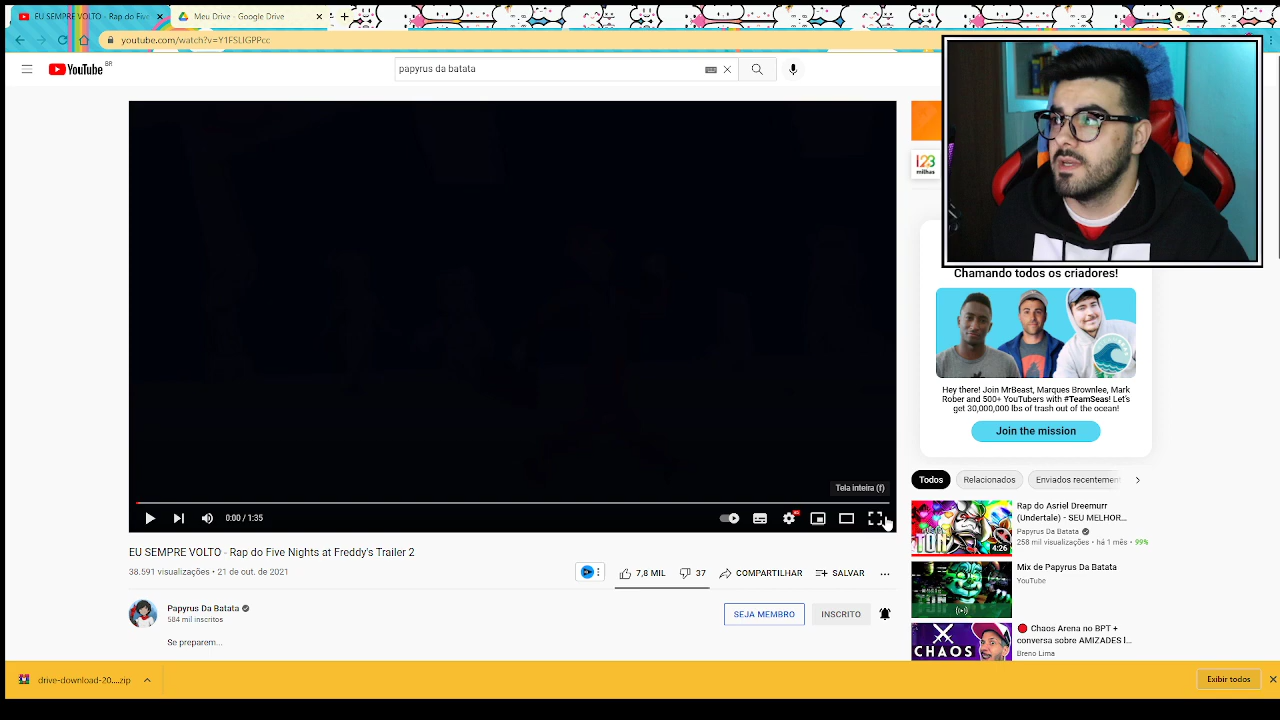 EU SEMPRE VOLTO - Rap do Five
Meu Drive - Google Drive
youtube.com/watch?v=Y1FSLIGPPcc
YouTube BR
papyrus da batata
123
milhas
Chamando todos os criadores!
Hey there! Join MrBeast, Marques Brownlee, Mark
Rober and 500+ YouTubers with #TeamSeas! Let's
get 30,000,000 lbs of trash out of the ocean!
Join the mission
Tela inteira (f)
0:00 / 1:35
Todos
Relacionados
Enviados recentemen
EU SEMPRE VOLTO - Rap do Five Nights at Freddy's Trailer 2
38.591 visualizações • 21 de out. de 2021
7,8 MIL
37
COMPARTILHAR
SALVAR
Papyrus Da Batata
584 mil inscritos
SEJA MEMBRO
INSCRITO
Se preparem...
4:26
Rap do Asriel Dreemurr
(Undertale) - SEU MELHOR...
Papyrus Da Batata
258 mil visualizações • há 1 mês • 99%
Mix de Papyrus Da Batata
YouTube
CHAOS
Chaos Arena no BPT +
conversa sobre AMIZADES I...
Breno Lima
drive-download-20....zip
Exibir todos